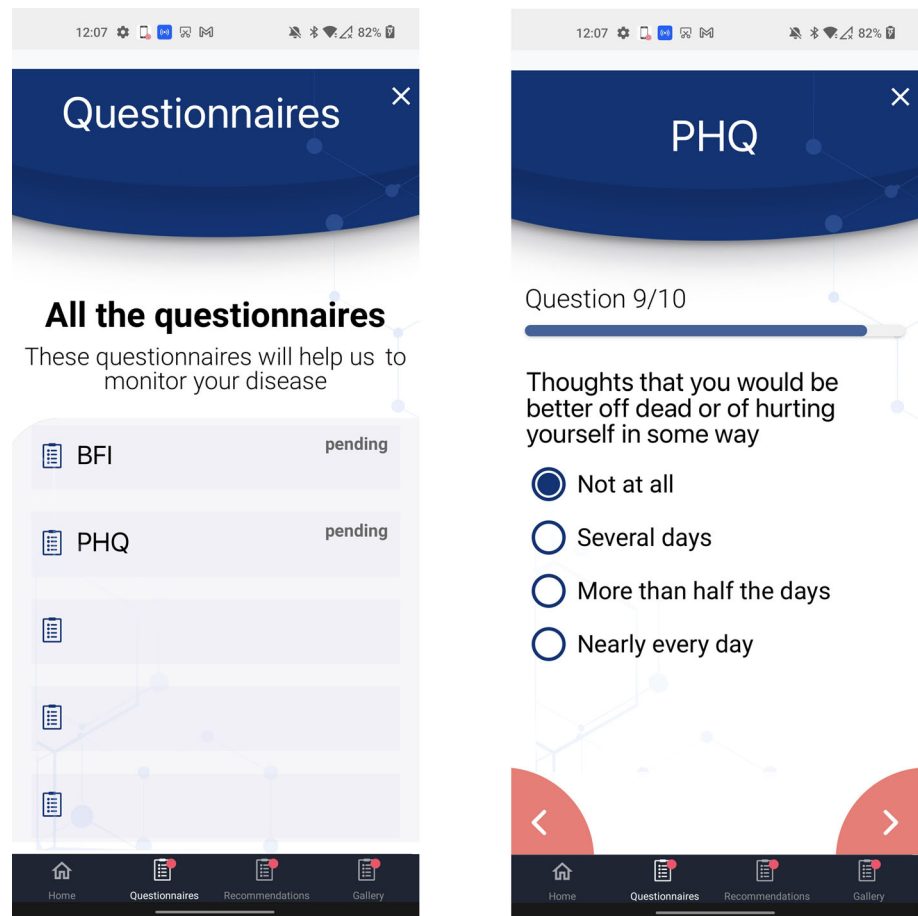 12:07 82%
Questionnaires
All the questionnaires
These questionnaires will help us to
monitor your disease
BFI pending
PHQ pending
Home Questionnaires Recommendations Gallery
12:07 82%
PHQ
Question 9/10
Thoughts that you would be
better off dead or of hurting
yourself in some way
Not at all
Several days
More than half the days
Nearly every day
Home Questionnaires Recommendations Gallery